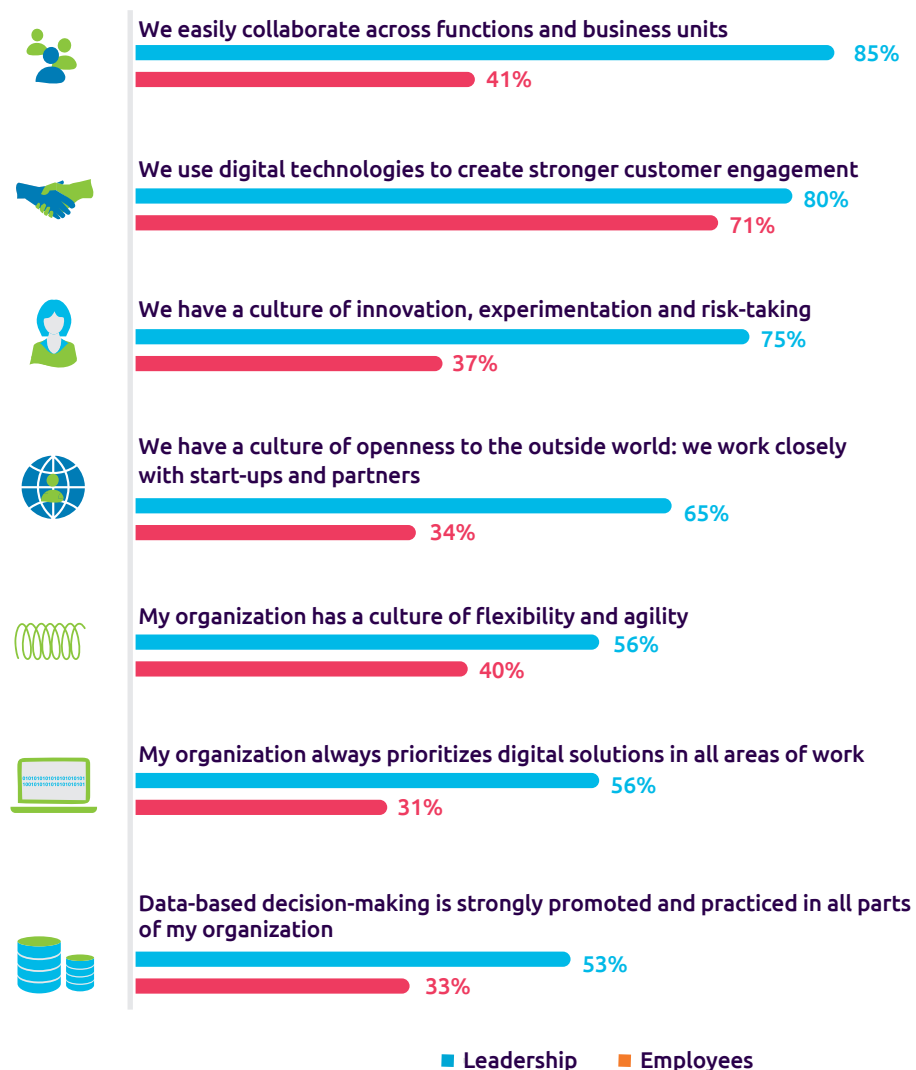 We easily collaborate across functions and business units
85%
41%
We use digital technologies to create stronger customer engagement
80%
71%
We have a culture of innovation, experimentation and risk-taking
75%
37%
We have a culture of openness to the outside world: we work closely
with start-ups and partners
65%
34%
My organization has a culture of flexibility and agility
56%
40%
My organization always prioritizes digital solutions in all areas of work
56%
31%
Data-based decision-making is strongly promoted and practiced in all parts
of my organization
53%
33%
Leadership Employees